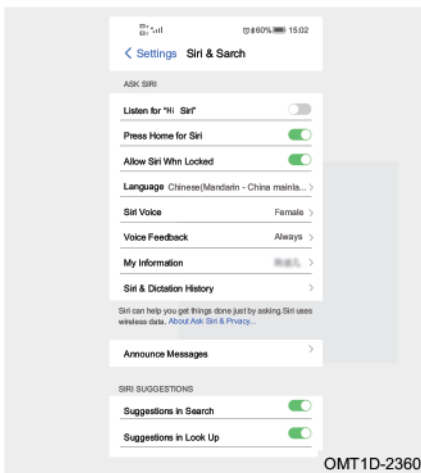 60% 15:02
Settings Siri & Sarch
ASK SIRI
Listen for "Hi Siri"
Press Home for Siri
Allow Siri Whn Locked
Language Chinese(Mandarin - China mainla...
Siri Voice Female
Voice Feedback Always
My Information
Siri & Dictation History
Siri can help you get things done just by asking.Siri uses
wireless data. About Ask Siri & Prvacy...
Announce Messages
SIRI SUGGESTIONS
Suggestions in Search
Suggestions in Look Up
OMT1D-2360